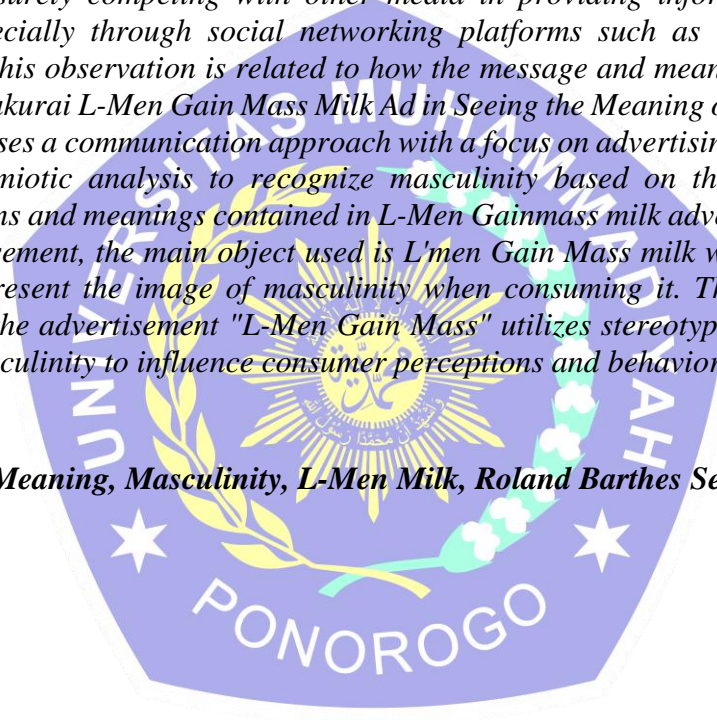 surely competing with other media in providing infor
ecially through social networking platforms such as
his observation is related to how the message and mean
akurai L-Men Gain Mass Milk Ad in Seeing the Meaning o
ses a communication approach with a focus on advertisin
miotic analysis to recognize masculinity based on th
ns and meanings contained in L-Men Gainmass milk adve
sement, the main object used is L'men Gain Mass milk w
present the image of masculinity when consuming it. Th
he advertisement "L-Men Gain Mass" utilizes stereotyp
sculinity to influence consumer perceptions and behavior
Meaning, Masculinity, L-Men Milk, Roland Barthes Se
UNIVERSITAS MUHAMMADIYAH
PONOROGO